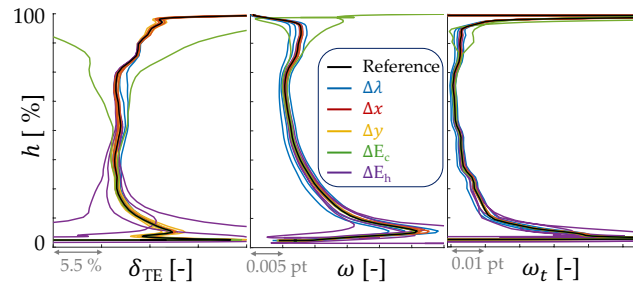 100
h [ %]
0
Reference
Δλ
Δx
Δy
ΔE_c
ΔE_h
5.5 %
δ_TE [-]
0.005 pt
ω [-]
0.01 pt
ω_t [-]